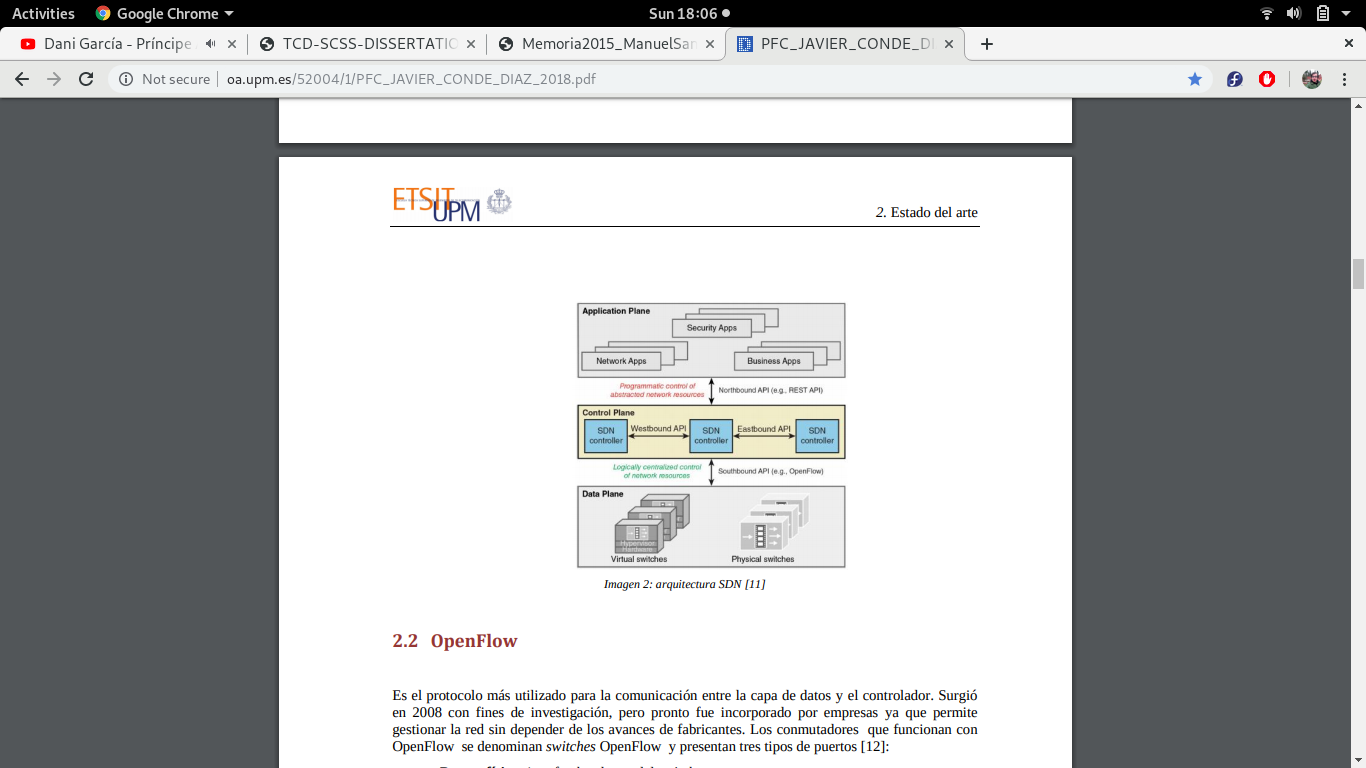 Activities Google Chrome Sun 18:06
Dani García - Príncipe
TCD-SCSS-DISSERTATIO
Memoria2015_ManuelSan
PFC_JAVIER_CONDE_DI
Not secure oa.upm.es/52004/1/PFC_JAVIER_CONDE_DIAZ_2018.pdf
ETSIT
UPM
2. Estado del arte
Application Plane
Security Apps
Network Apps
Business Apps
Programmatic control of
abstracted network resources
Northbound API (e.g., REST API)
Control Plane
SDN
controller
Westbound API
SDN
controller
Eastbound API
SDN
controller
Logically centralized control
of network resources
Southbound API (e.g., OpenFlow)
Data Plane
Hypervisor
Hardware
Virtual switches
Physical switches
Imagen 2: arquitectura SDN [11]
2.2 OpenFlow
Es el protocolo más utilizado para la comunicación entre la capa de datos y el controlador. Surgió
en 2008 con fines de investigación, pero pronto fue incorporado por empresas ya que permite
gestionar la red sin depender de los avances de fabricantes. Los conmutadores que funcionan con
OpenFlow se denominan switches OpenFlow y presentan tres tipos de puertos [12]: